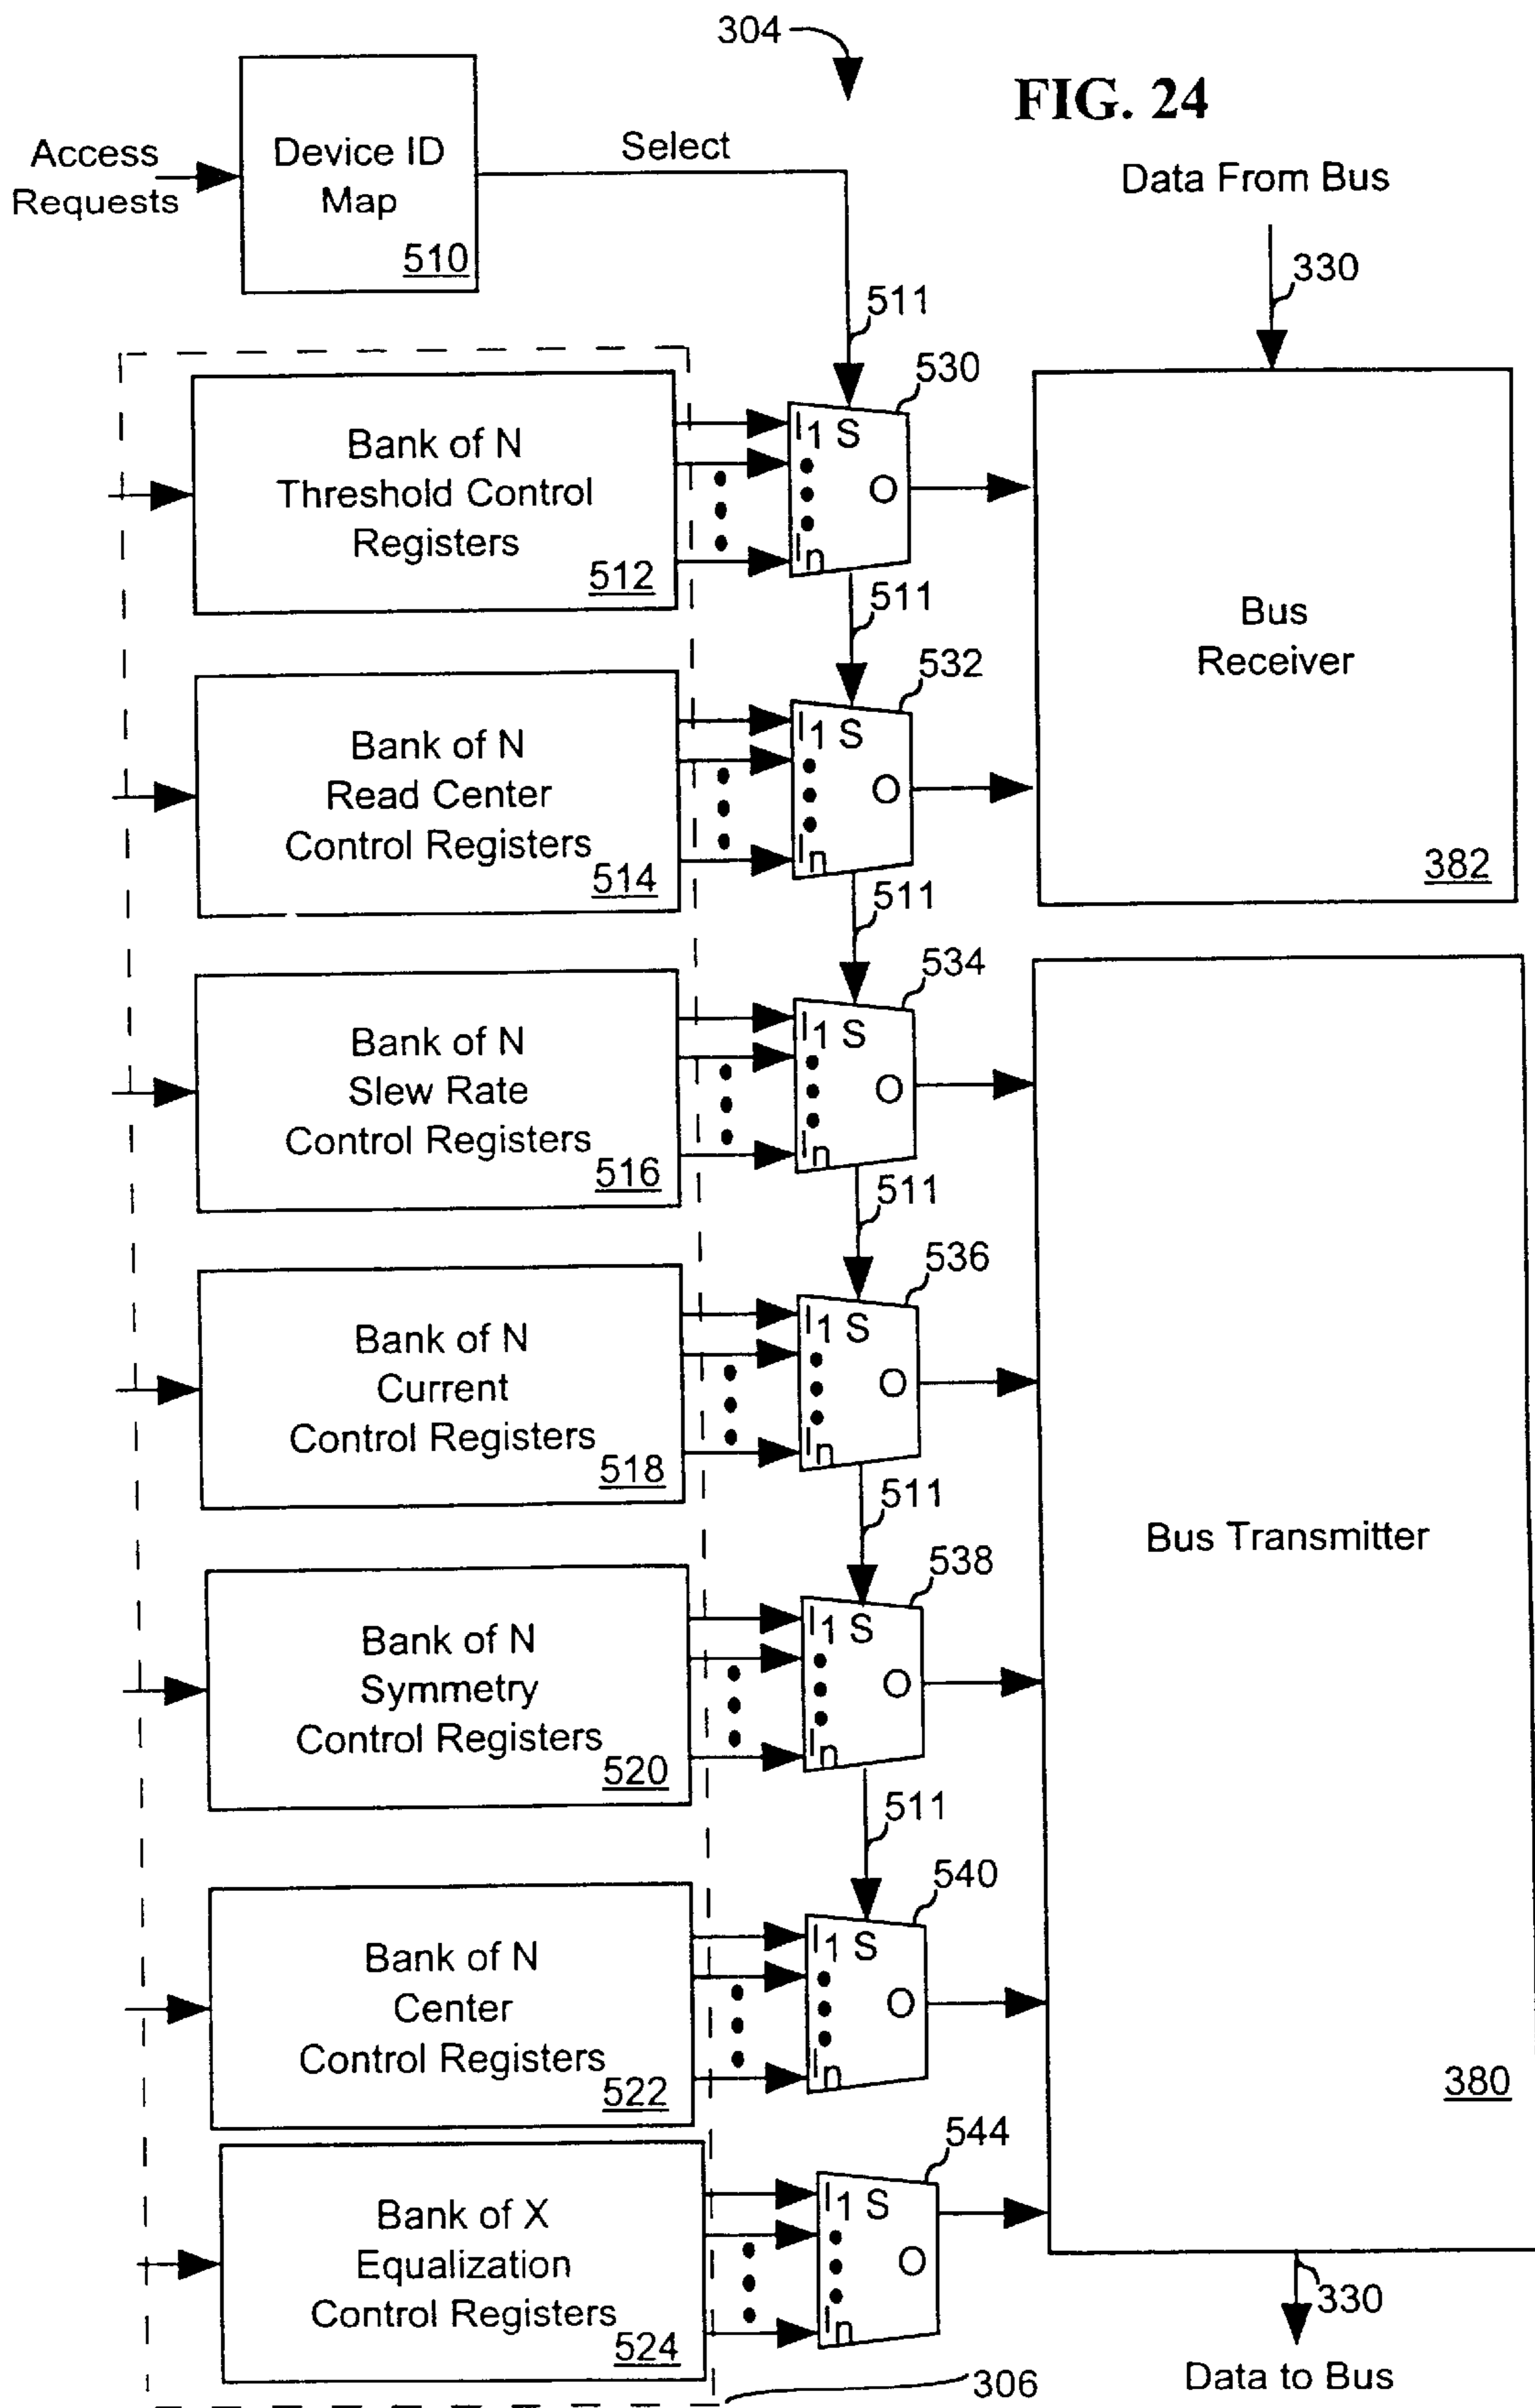 304
FIG. 24
Access
Requests
Device ID
Map
510
Select
Data From Bus
330
511
Bank of N
Threshold Control
Registers
512
I1 S
O
In
530
Bus
Receiver
382
511
Bank of N
Read Center
Control Registers
514
I1 S
O
In
532
511
Bank of N
Slew Rate
Control Registers
516
I1 S
O
In
534
511
Bank of N
Current
Control Registers
518
I1 S
O
In
536
Bus Transmitter
380
511
Bank of N
Symmetry
Control Registers
520
I1 S
O
In
538
511
Bank of N
Center
Control Registers
522
I1 S
O
In
540
Bank of X
Equalization
Control Registers
524
I1 S
O
In
544
330
Data to Bus
306